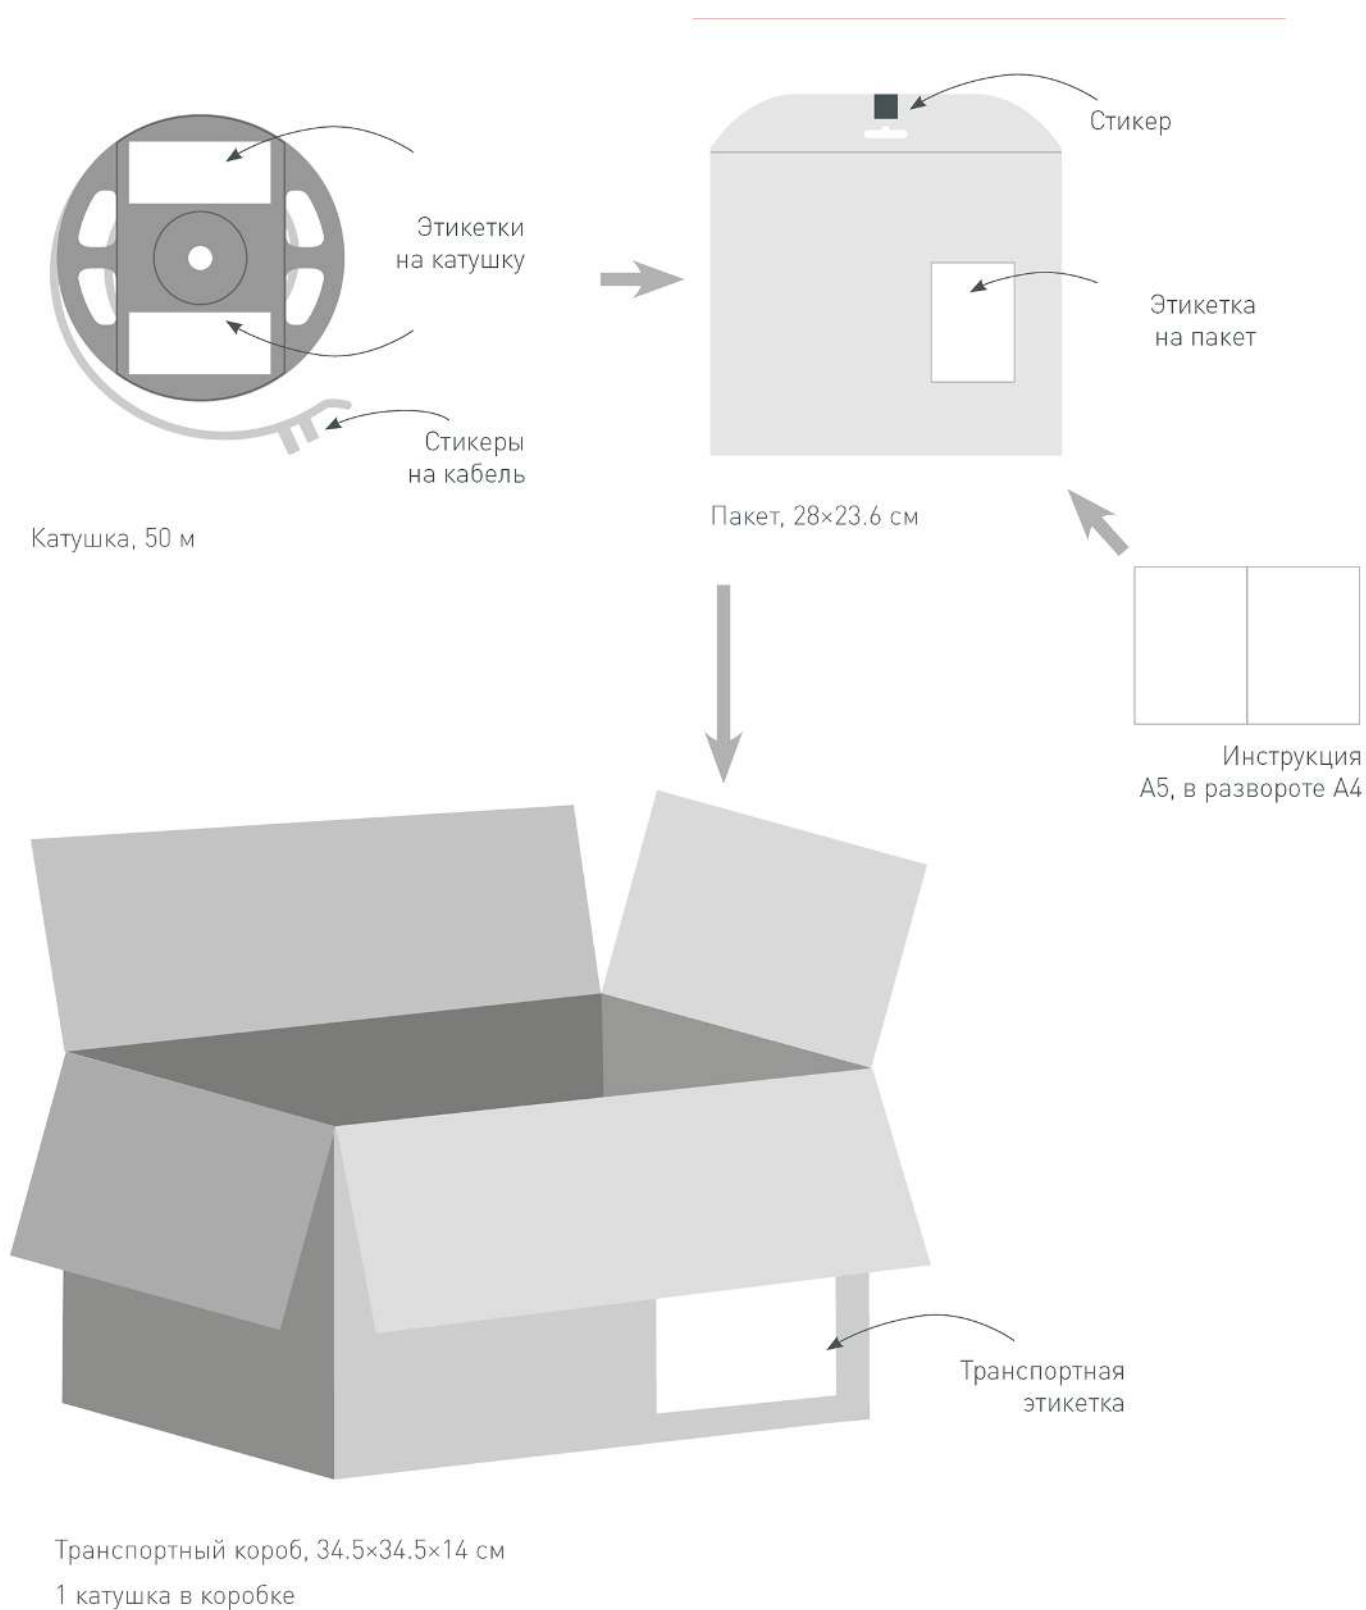 Стикер
Этикетки
на катушку
Этикетка
на пакет
Стикеры
на кабель
Пакет, 28×23.6 см
Катушка, 50 м
Инструкция
А5, в развороте А4
Транспортная
этикетка
Транспортный короб, 34.5×34.5×14 см
1 катушка в коробке